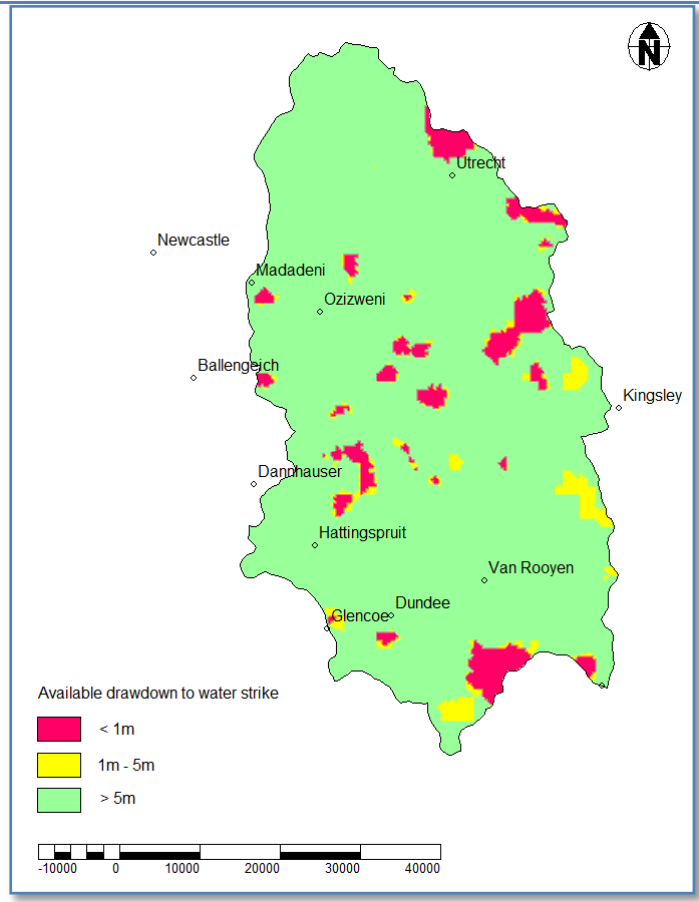 N
Utrecht
Newcastle
Madadeni
Ozizweni
Ballengeich
Kingsley
Dannhauser
Hattingspruit
Van Rooyen
Dundee
Glencoe
Available drawdown to water strike
< 1m
1m - 5m
> 5m
-10000 0 10000 20000 30000 40000